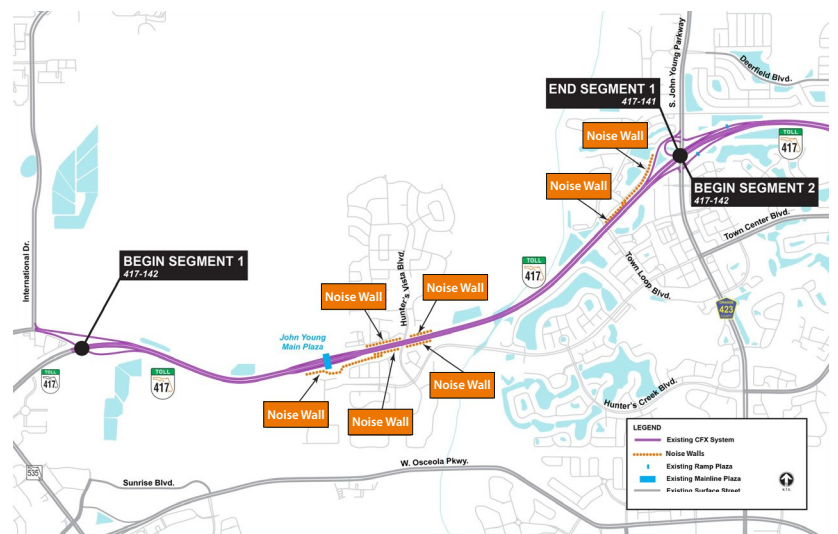 S. John Young Parkway
Deerfield Blvd.
END SEGMENT 1
417-141
Noise Wall
TOLL
417
Noise Wall
BEGIN SEGMENT 2
417-142
Town Center Blvd.
International Dr.
BEGIN SEGMENT 1
417-142
Hunter's Vista Blvd.
TOLL
417
Town Loop Blvd.
Noise Wall
Noise Wall
423
John Young
Main Plaza
TOLL
417
TOLL
417
Noise Wall
Noise Wall
Noise Wall
Hunter's Creek Blvd.
W. Osceola Pkwy.
535
Sunrise Blvd.
LEGEND
Existing CFX System
Noise Walls
Existing Ramp Plaza
Existing Mainline Plaza
Existing Surface Street
N.T.S.